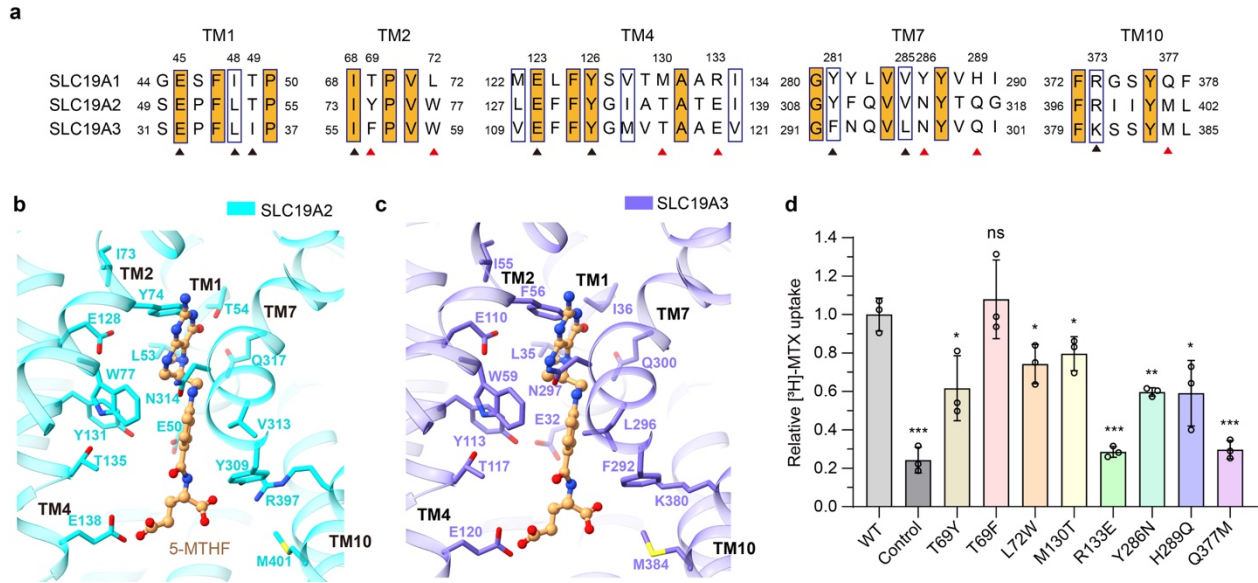 a
TM1 TM2 TM4 TM7 TM10
45 48 49 68 69 72 123 126 130 133 281 285 286 289 373 377
SLC19A1 44 G E S F I T P 50 68 I T P V L 72 122 M E L F Y S V T M A A R I 134 280 G Y Y L V V Y Y V H I 290 372 F R G S Y Q F 378
SLC19A2 49 S E P F L T P 55 73 I Y P V W 77 127 L E F F Y G I A T A T E I 139 308 G Y F Q V V N Y T Q G 318 396 F R I I Y M L 402
SLC19A3 31 S E P F L I P 37 55 I F P V W 59 109 V E F F Y G M V T A A E V 121 291 G F N Q V L N Y V Q I 301 379 F K S S Y M L 385
b
SLC19A2
I73
TM2
TM1
Y74
T54
TM7
E128
L53
Q317
W77
N314
E50
V313
Y131
T135
Y309
R397
TM4
E138
5-MTHF
M401
TM10
c
SLC19A3
I55
TM2
TM1
F56
I36
TM7
E110
L35
Q300
W59
N297
E32
L296
Y113
F292
T117
K380
TM4
E120
M384
TM10
d
Relative [³H]-MTX uptake
1.4
1.2
1.0
0.8
0.6
0.4
0.2
0.0
*** * ns * * *** ** * ***
WT Control T69Y T69F L72W M130T R133E Y286N H289Q Q377M